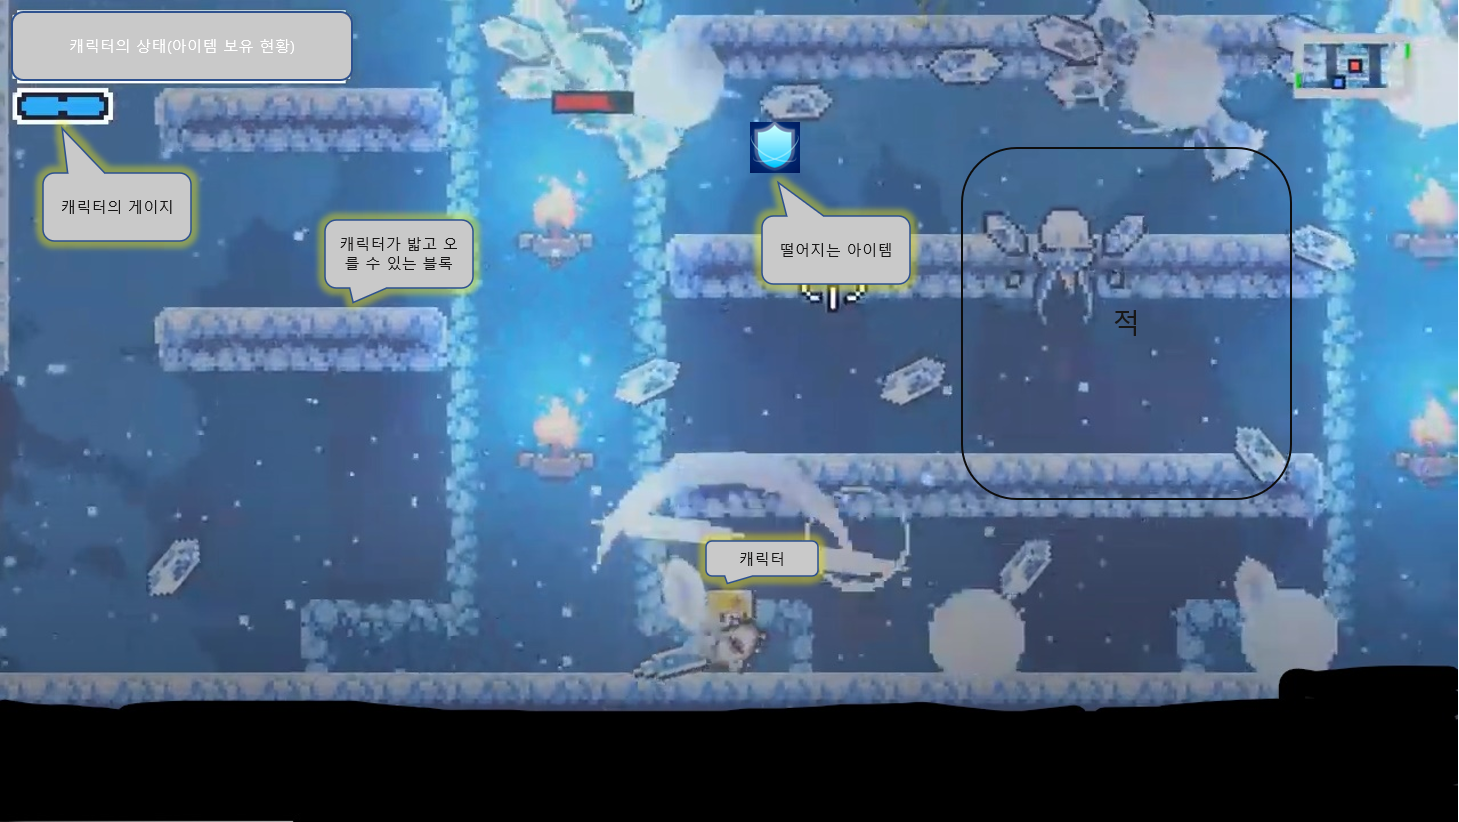 캐릭터의 상태(아이템 보유 현황)
캐릭터의 게이지
캐릭터가 밟고 오
를 수 있는 블록
떨어지는 아이템
적
캐릭터